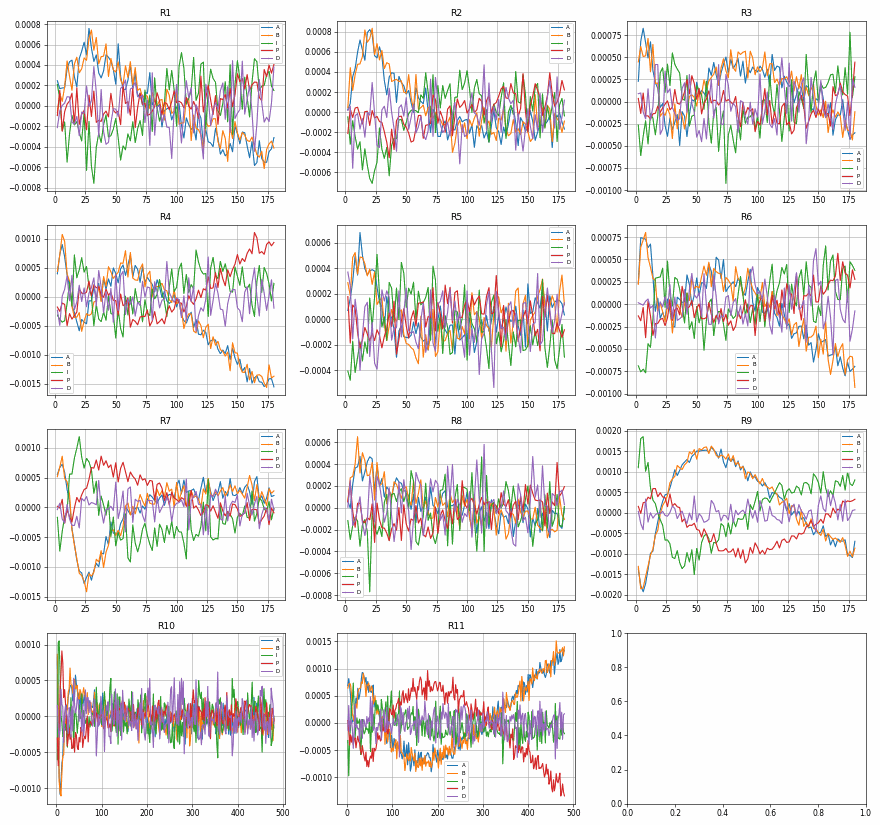 R1
0.0008
0.0006
0.0004
0.0002
0.0000
−0.0002
−0.0004
−0.0006
−0.0008
A
B
I
P
D
0 25 50 75 100 125 150 175
R2
0.0008
0.0006
0.0004
0.0002
0.0000
−0.0002
−0.0004
−0.0006
A
B
I
P
D
0 25 50 75 100 125 150 175
R3
0.00075
0.00050
0.00025
0.00000
−0.00025
−0.00050
−0.00075
−0.00100
A
B
I
P
D
0 25 50 75 100 125 150 175
R4
0.0010
0.0005
0.0000
−0.0005
−0.0010
−0.0015
A
B
I
P
D
0 25 50 75 100 125 150 175
R5
0.0006
0.0004
0.0002
0.0000
−0.0002
−0.0004
A
B
I
P
D
0 25 50 75 100 125 150 175
R6
0.00075
0.00050
0.00025
0.00000
−0.00025
−0.00050
−0.00075
−0.00100
A
B
I
P
D
0 25 50 75 100 125 150 175
R7
0.0010
0.0005
0.0000
−0.0005
−0.0010
−0.0015
A
B
I
P
D
0 25 50 75 100 125 150 175
R8
0.0006
0.0004
0.0002
0.0000
−0.0002
−0.0004
−0.0006
−0.0008
A
B
I
P
D
0 25 50 75 100 125 150 175
R9
0.0020
0.0015
0.0010
0.0005
0.0000
−0.0005
−0.0010
−0.0015
−0.0020
A
B
I
P
D
0 25 50 75 100 125 150 175
R10
0.0010
0.0005
0.0000
−0.0005
−0.0010
A
B
I
P
D
0 100 200 300 400 500
R11
0.0015
0.0010
0.0005
0.0000
−0.0005
−0.0010
A
B
I
P
D
0 100 200 300 400 500
1.0
0.8
0.6
0.4
0.2
0.0
0.0 0.2 0.4 0.6 0.8 1.0